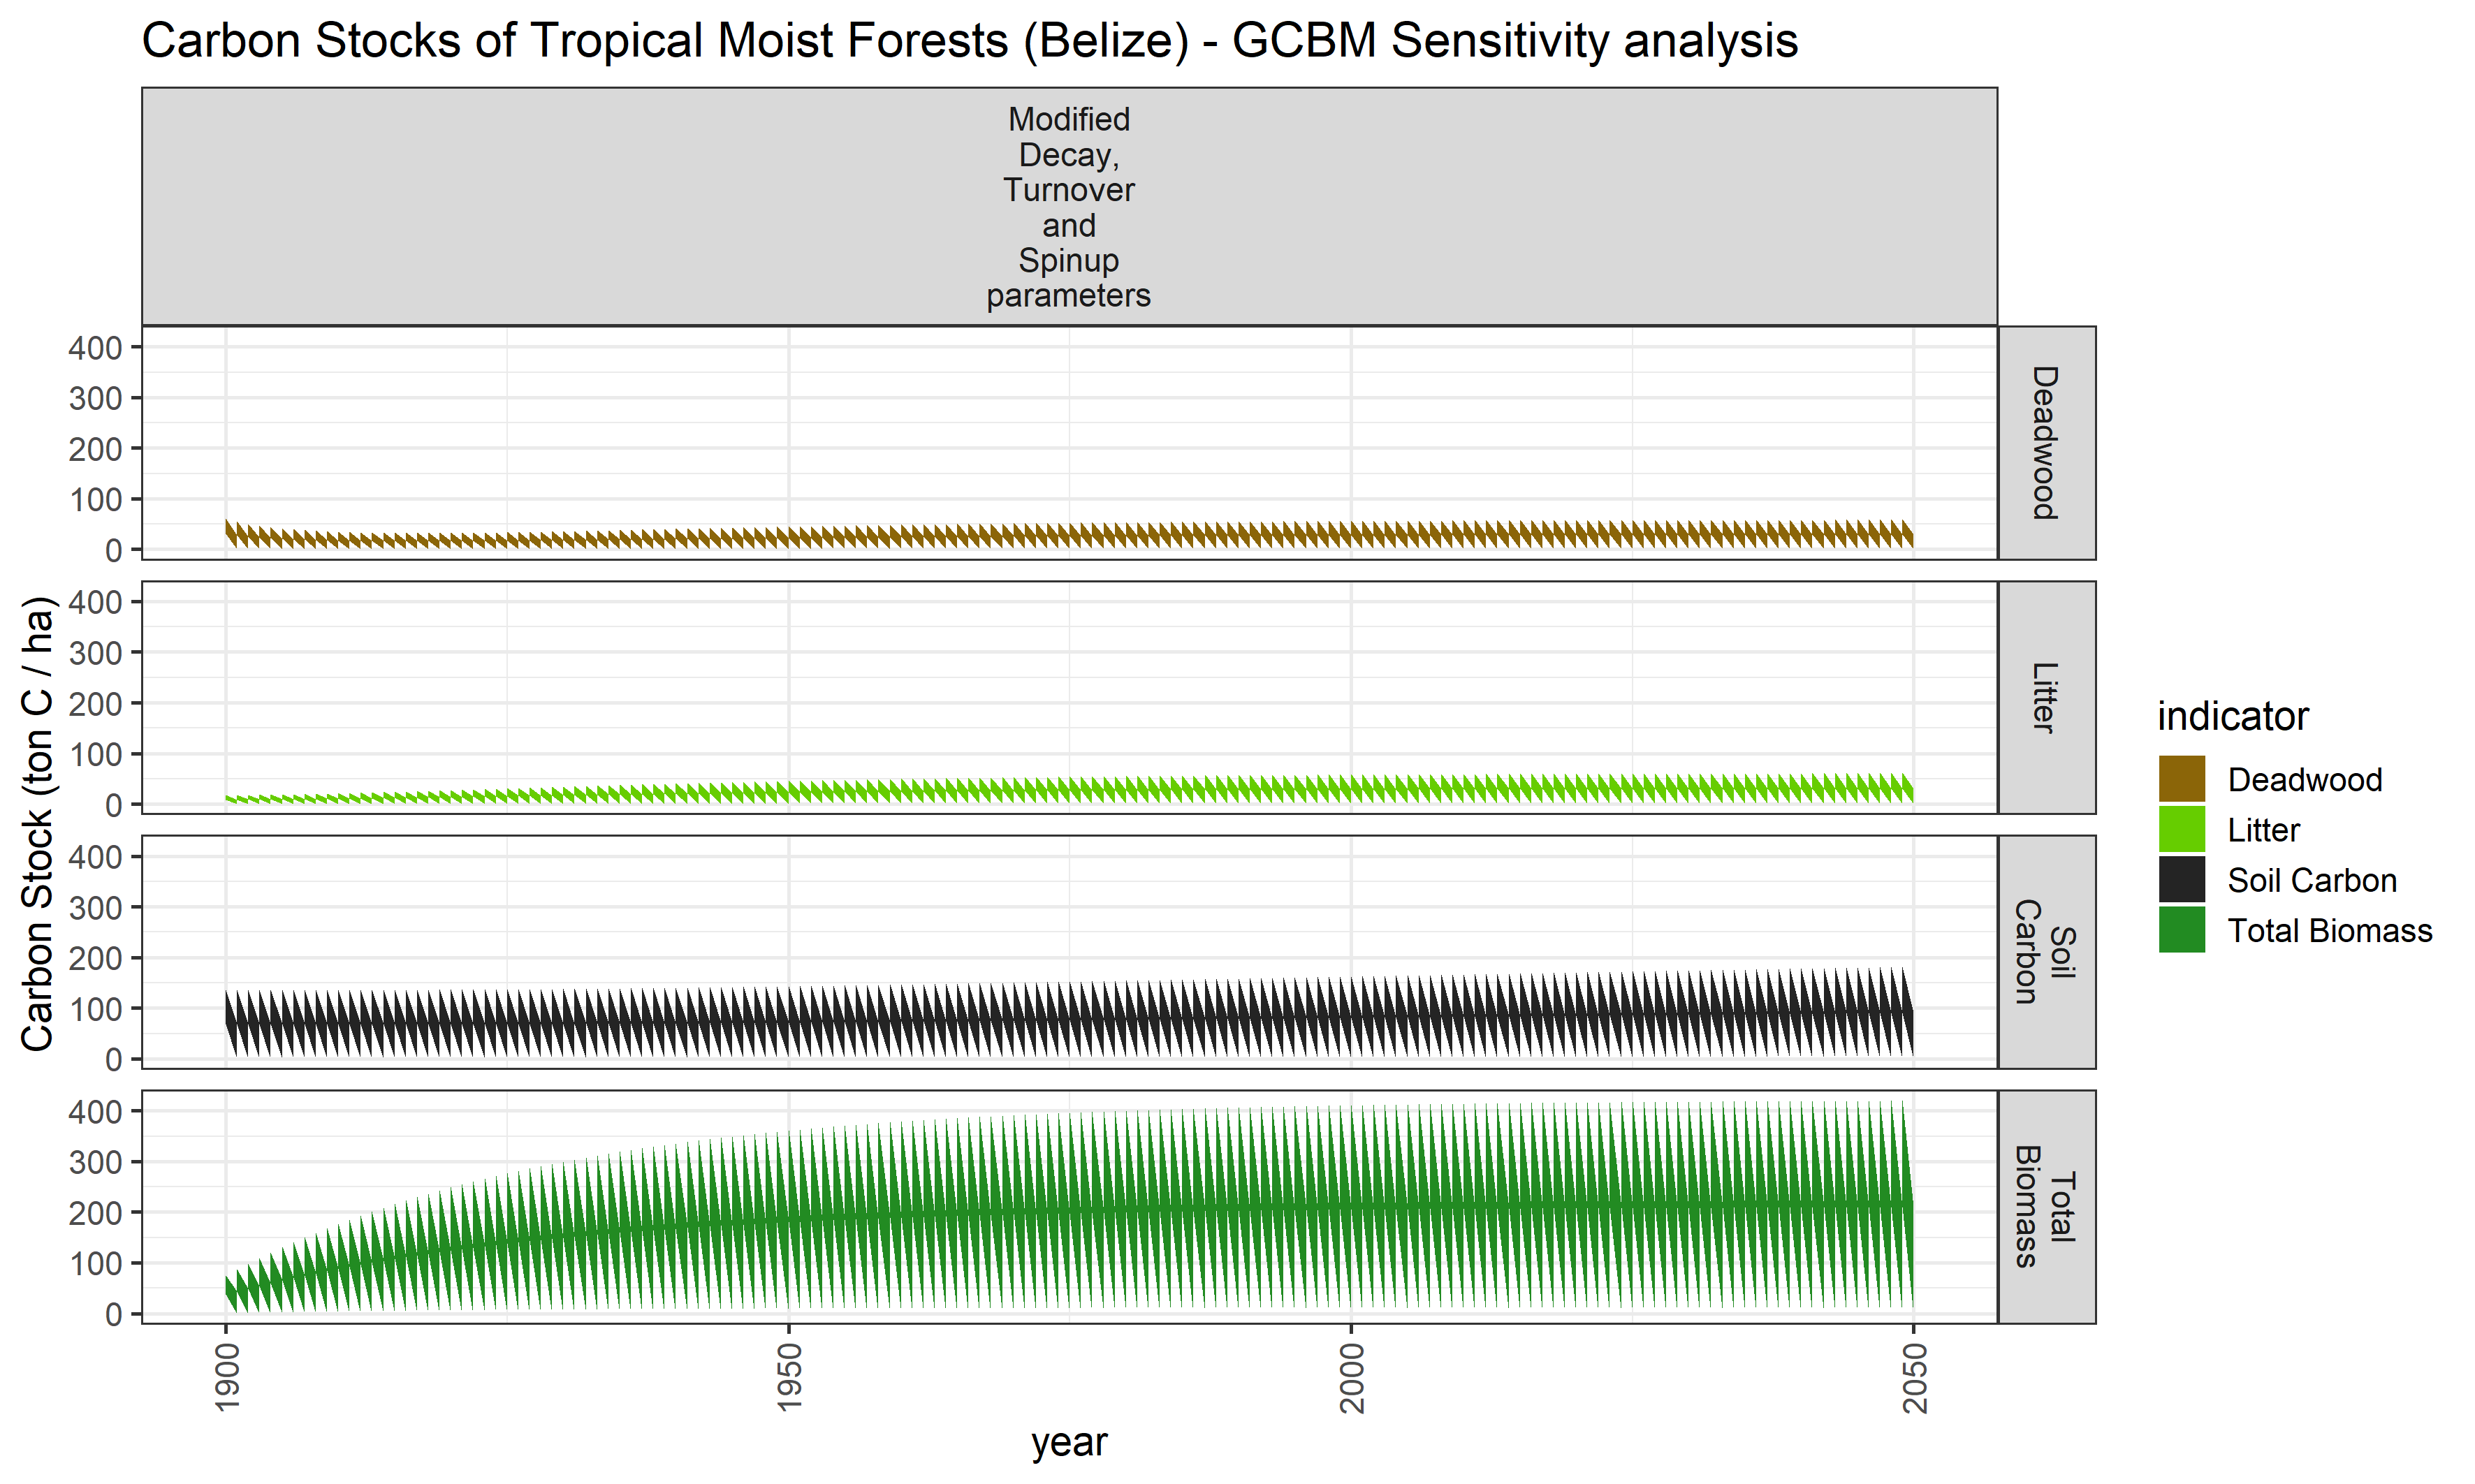 Carbon Stocks of Tropical Moist Forests (Belize) - GCBM Sensitivity analysis
Modified
Decay,
Turnover
and
Spinup
parameters
Carbon Stock (ton C / ha)
400
300
200
100
0
Deadwood
400
300
200
100
0
Litter
400
300
200
100
0
Soil
Carbon
400
300
200
100
0
Total
Biomass
1900
1950
2000
2050
year
indicator
Deadwood
Litter
Soil Carbon
Total Biomass